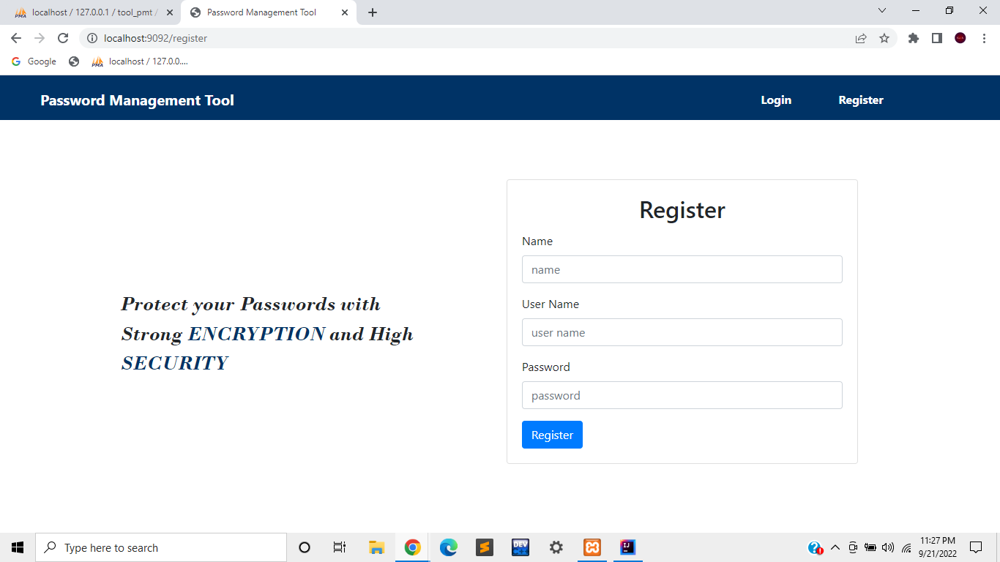 localhost / 127.0.0.1 / tool_pmt /
Password Management Tool
localhost:9092/register
Google
localhost / 127.0.0....
Password Management Tool
Login
Register
Protect your Passwords with
Strong ENCRYPTION and High
SECURITY
Register
Name
name
User Name
user name
Password
password
Register
Type here to search
11:27 PM
9/21/2022